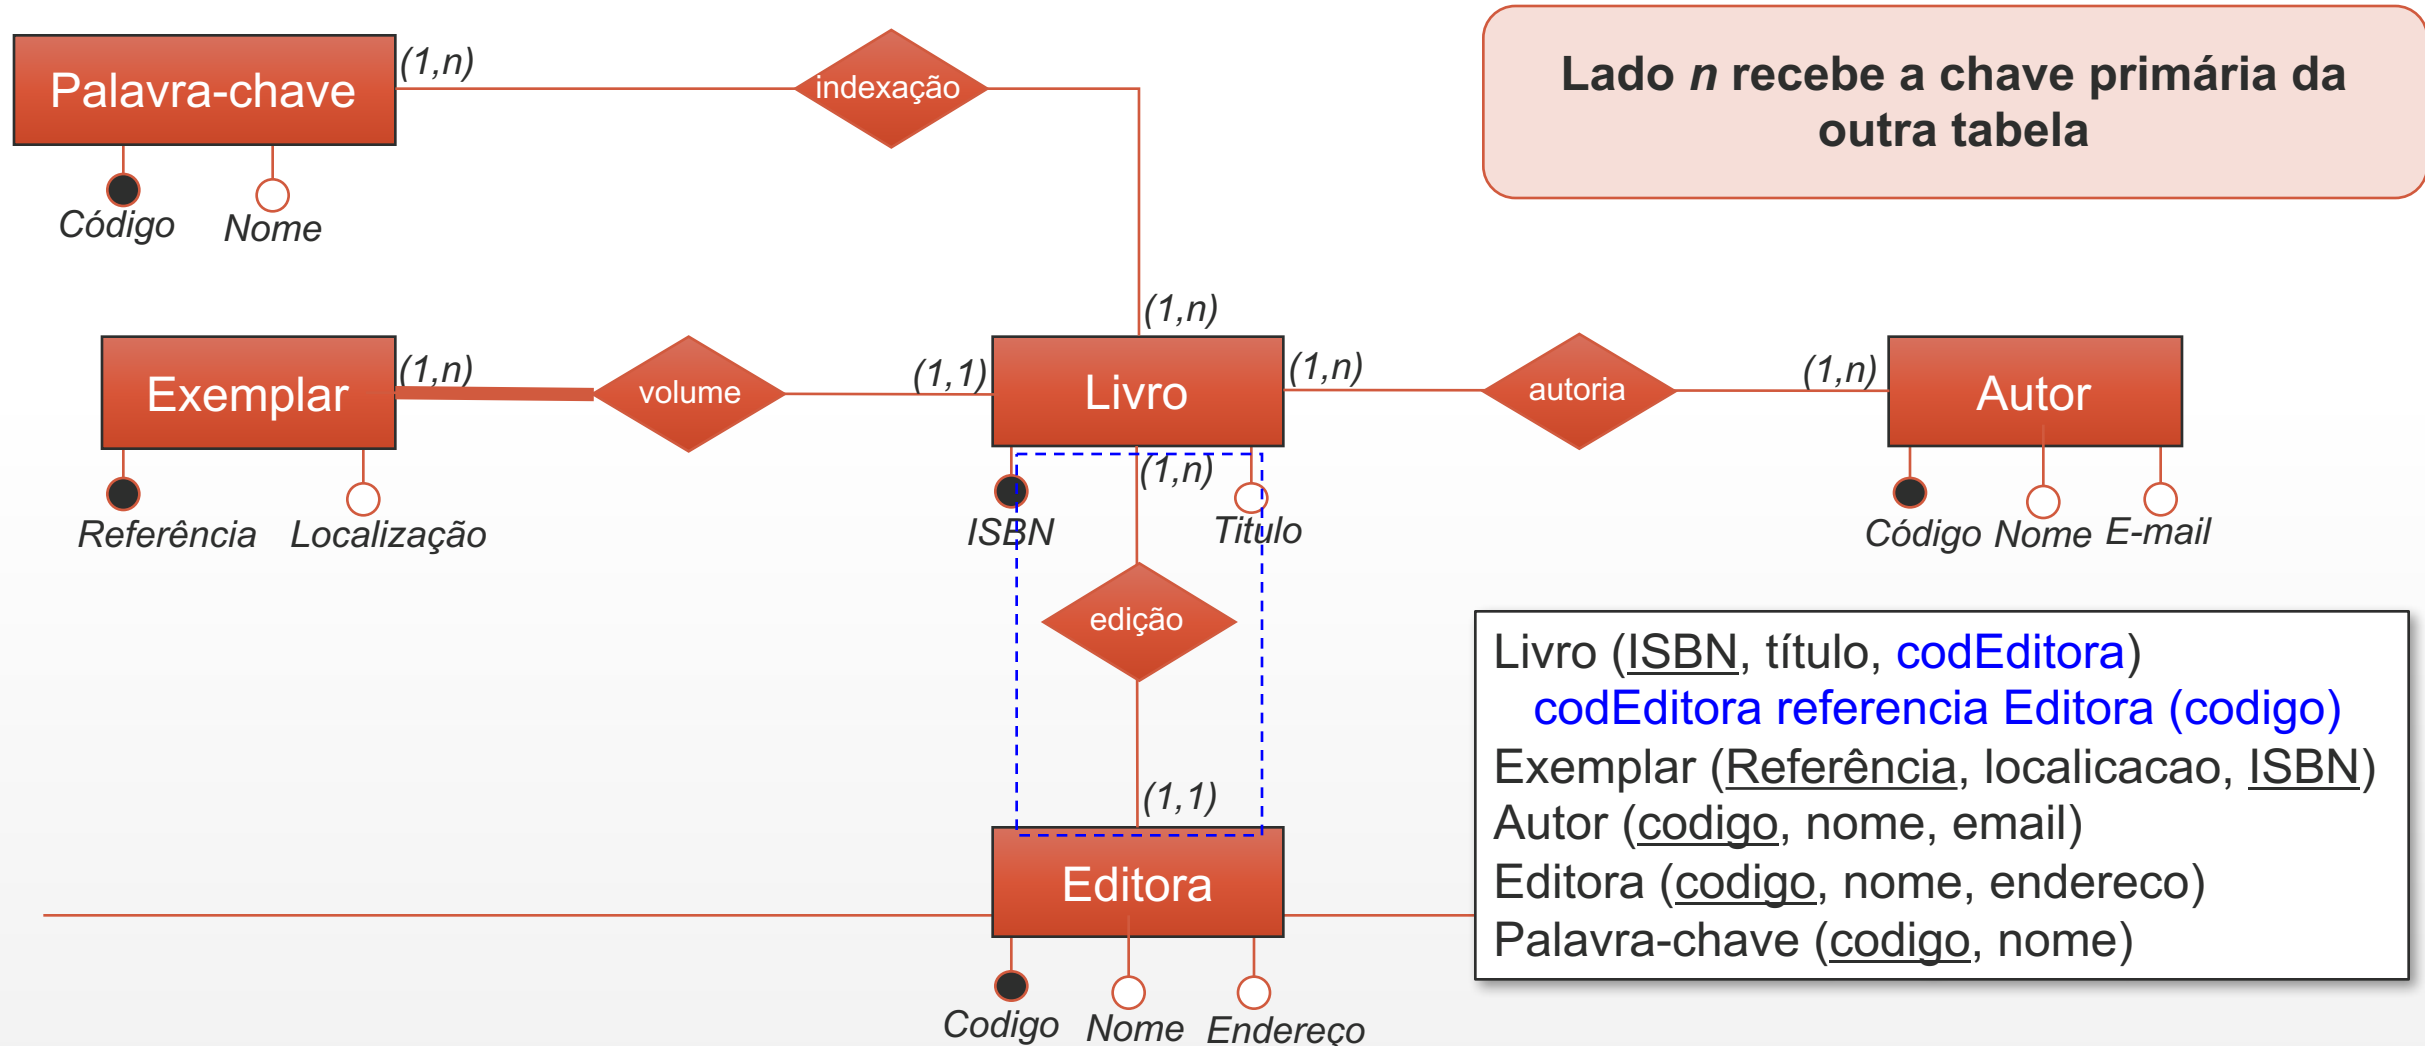 Lado n recebe a chave primária da
outra tabela
Palavra-chave
(1,n)
indexação
Código
Nome
(1,n)
Exemplar
(1,n)
volume
(1,1)
Livro
(1,n)
autoria
(1,n)
Autor
Referência
Localização
ISBN
(1,n)
Titulo
Código
Nome
E-mail
edição
(1,1)
Editora
Codigo
Nome
Endereço
Livro (ISBN, título, codEditora)
codEditora referencia Editora (codigo)
Exemplar (Referência, localicacao, ISBN)
Autor (codigo, nome, email)
Editora (codigo, nome, endereco)
Palavra-chave (codigo, nome)